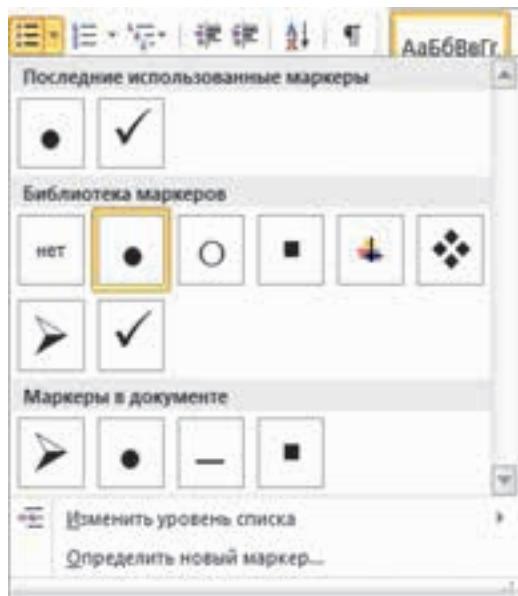 АаБбВвГг,
Последние использованные маркеры
Библиотека маркеров
нет
Маркеры в документе
Изменить уровень списка
Определить новый маркер...